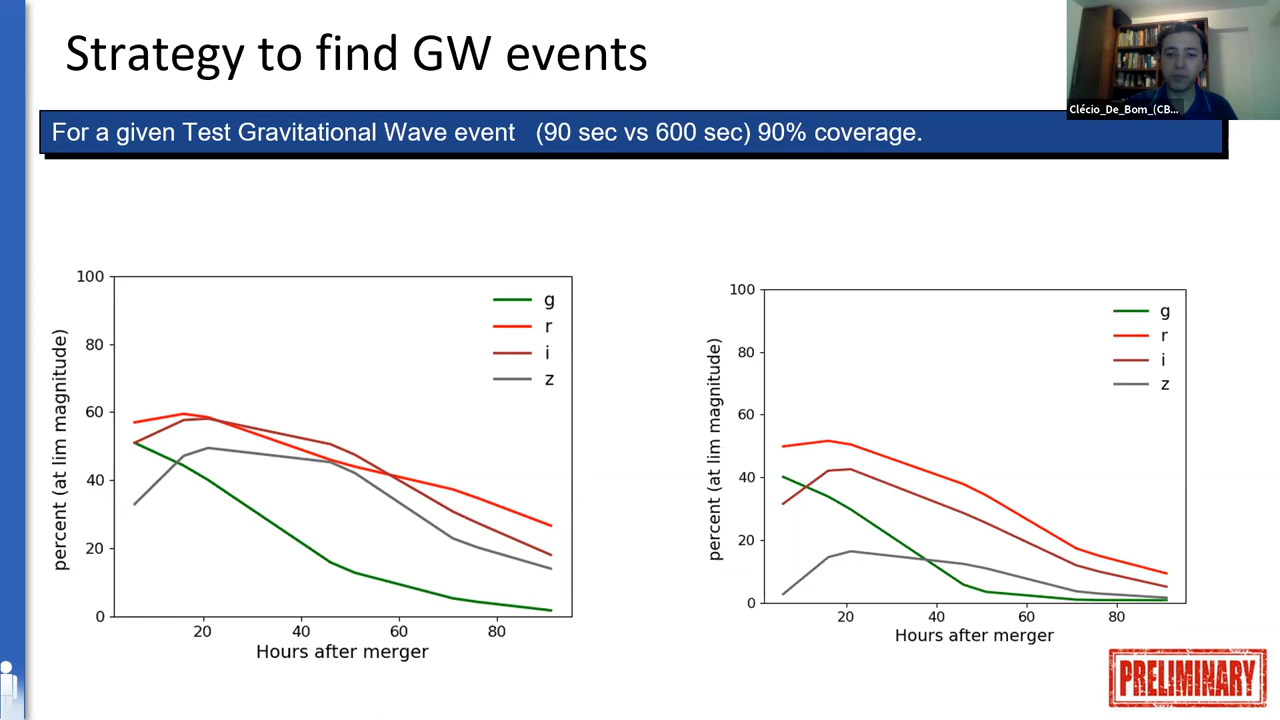 Strategy to find GW events
Clécio_De_Bom_(CB...
For a given Test Gravitational Wave event (90 sec vs 600 sec) 90% coverage.
100
80
60
40
20
0
percent (at lim magnitude)
g
r
i
z
20
40
60
80
Hours after merger
100
80
60
40
20
0
percent (at lim magnitude)
g
r
i
z
20
40
60
80
Hours after merger
PRELIMINARY